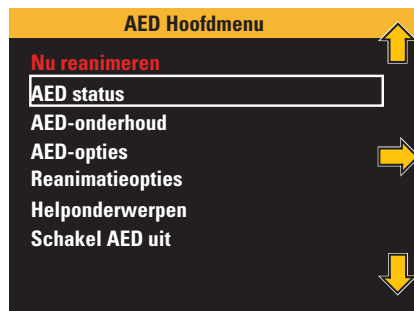 AED Hoofdmenu
Nu reanimeren
AED status
AED-onderhoud
AED-opties
Reanimatieopties
Helponderwerpen
Schakel AED uit